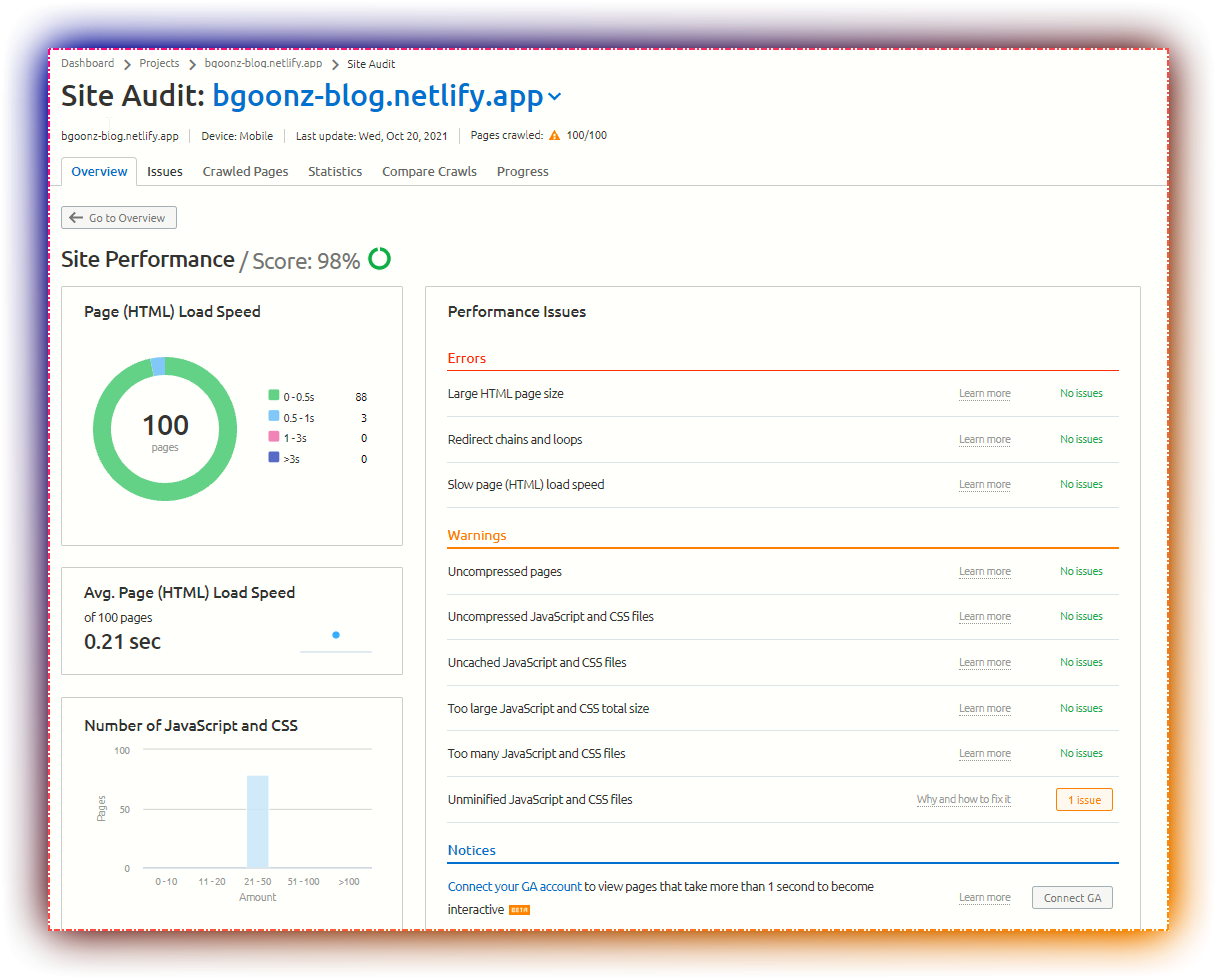 Dashboard > Projects > bgoonz-blog.netlify.app > Site Audit
Site Audit: bgoonz-blog.netlify.app
bgoonz-blog.netlify.app Device: Mobile Last update: Wed, Oct 20, 2021 Pages crawled: 100/100
Overview Issues Crawled Pages Statistics Compare Crawls Progress
Go to Overview
Site Performance / Score: 98%
Page (HTML) Load Speed
100
pages
0-0.5s 88
0.5-1s 3
1-3s 0
>3s 0
Avg. Page (HTML) Load Speed
of 100 pages
0.21 sec
Number of JavaScript and CSS
100
50
0
Pages
0-10 11-20 21-50 51-100 >100
Amount
Performance Issues
Errors
Large HTML page size Learn more No issues
Redirect chains and loops Learn more No issues
Slow page (HTML) load speed Learn more No issues
Warnings
Uncompressed pages Learn more No issues
Uncompressed JavaScript and CSS files Learn more No issues
Uncached JavaScript and CSS files Learn more No issues
Too large JavaScript and CSS total size Learn more No issues
Too many JavaScript and CSS files Learn more No issues
Unminified JavaScript and CSS files Why and how to fix it 1 issue
Notices
Connect your GA account to view pages that take more than 1 second to become
interactive BETA Learn more Connect GA